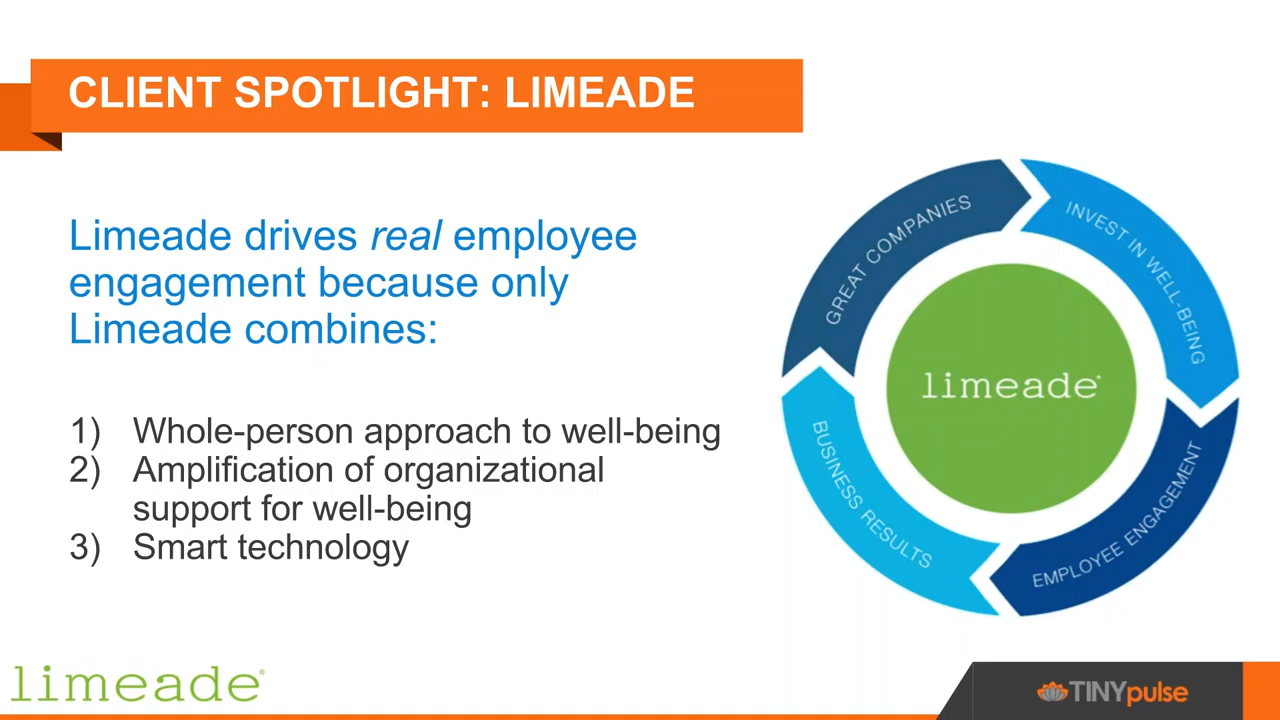 CLIENT SPOTLIGHT: LIMEADE
Limeade drives real employee
engagement because only
Limeade combines:
1) Whole-person approach to well-being
2) Amplification of organizational
support for well-being
3) Smart technology
GREAT COMPANIES
INVEST IN WELL-BEING
EMPLOYEE ENGAGEMENT
BUSINESS RESULTS
limeade
limeade
TINYpulse